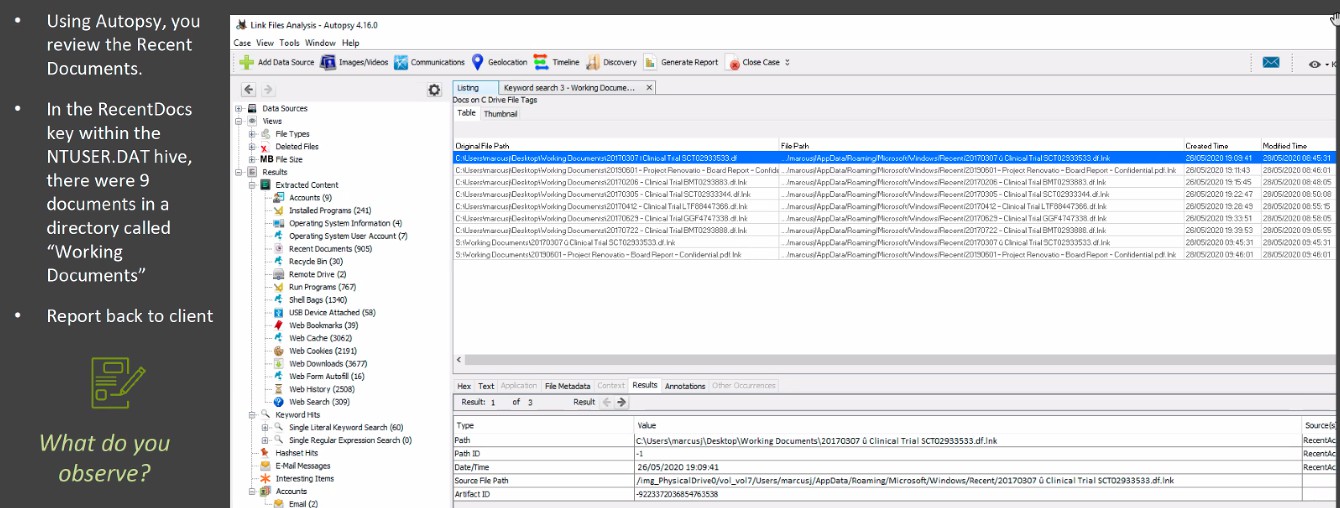 • Using Autopsy, you
review the Recent
Documents.
• In the RecentDocs
key within the
NTUSER.DAT hive,
there were 9
documents in a
directory called
“Working
Documents”
• Report back to client
What do you
observe?
Link Files Analysis - Autopsy 4.16.0
Case View Tools Window Help
Add Data Source Images/Videos Communications Geolocation Timeline Discovery Generate Report Close Case
Data Sources
Views
File Types
Deleted Files
MB File Size
Results
Extracted Content
Accounts (9)
Installed Programs (241)
Operating System Information (4)
Operating System User Account (7)
Recent Documents (905)
Recycle Bin (30)
Remote Drive (2)
Run Programs (767)
Shell Bags (1340)
USB Device Attached (58)
Web Bookmarks (39)
Web Cache (3062)
Web Cookies (2191)
Web Downloads (3677)
Web Form Autofill (16)
Web History (2508)
Web Search (309)
Keyword Hits
Single Literal Keyword Search (60)
Single Regular Expression Search (0)
Hashset Hits
E-Mail Messages
Interesting Items
Accounts
Email (2)
Listing Keyword search 3 - Working Docume... ×
Docs on C Drive File Tags
Table Thumbnail
Original File Path File Path Created Time Modified Time
C:\Users\marcusj\Desktop\Working Documents\20170307 û Clinical Trial SCT02933533.df .../marcusj/AppData/Roaming/Microsoft/Windows/Recent/20170307 û Clinical Trial SCT02933533.df.lnk 26/05/2020 19:09:41 28/05/2020 08:45:31
C:\Users\marcusj\Desktop\Working Documents\20190601 - Project Renovatio - Board Report - Confide .../marcusj/AppData/Roaming/Microsoft/Windows/Recent/20190601 - Project Renovatio - Board Report - Confidential.pdf.lnk 26/05/2020 19:11:43 28/05/2020 08:46:01
C:\Users\marcusj\Desktop\Working Documents\20170206 - Clinical Trial BMT0293883.df.lnk .../marcusj/AppData/Roaming/Microsoft/Windows/Recent/20170206 - Clinical Trial BMT0293883.df.lnk 26/05/2020 19:15:45 28/05/2020 08:48:05
C:\Users\marcusj\Desktop\Working Documents\20170305 - Clinical Trial SCT02933344.df.lnk .../marcusj/AppData/Roaming/Microsoft/Windows/Recent/20170305 - Clinical Trial SCT02933344.df.lnk 26/05/2020 19:22:47 28/05/2020 08:50:08
C:\Users\marcusj\Desktop\Working Documents\20170412 - Clinical Trial LTF88447366.df.lnk .../marcusj/AppData/Roaming/Microsoft/Windows/Recent/20170412 - Clinical Trial LTF88447366.df.lnk 26/05/2020 19:28:49 28/05/2020 08:55:15
C:\Users\marcusj\Desktop\Working Documents\20170629 - Clinical Trial GGF4747338.df.lnk .../marcusj/AppData/Roaming/Microsoft/Windows/Recent/20170629 - Clinical Trial GGF4747338.df.lnk 26/05/2020 19:33:51 28/05/2020 08:58:05
C:\Users\marcusj\Desktop\Working Documents\20170722 - Clinical Trial BMT0293888.df.lnk .../marcusj/AppData/Roaming/Microsoft/Windows/Recent/20170722 - Clinical Trial BMT0293888.df.lnk 26/05/2020 19:39:53 28/05/2020 09:05:55
S:\Working Documents\20170307 û Clinical Trial SCT02933533.df.lnk .../marcusj/AppData/Roaming/Microsoft/Windows/Recent/20170307 û Clinical Trial SCT02933533.df.lnk 28/05/2020 09:45:31 28/05/2020 09:45:31
S:\Working Documents\20190601 - Project Renovatio - Board Report - Confidential.pdf.lnk .../marcusj/AppData/Roaming/Microsoft/Windows/Recent/20190601 - Project Renovatio - Board Report - Confidential.pdf.lnk 28/05/2020 09:46:01 28/05/2020 09:46:01
Hex Text Application File Metadata Context Results Annotations Other Occurrences
Result: 1 of 3 Result
Type Value Source(s)
Path C:\Users\marcusj\Desktop\Working Documents\20170307 û Clinical Trial SCT02933533.df.lnk RecentAc
Path ID -1 RecentAc
Date/Time 26/05/2020 19:09:41 RecentAc
Source File Path /img_PhysicalDrive0/vol_vol7/Users/marcusj/AppData/Roaming/Microsoft/Windows/Recent/20170307 û Clinical Trial SCT02933533.df.lnk
Artifact ID -9223372036854763538